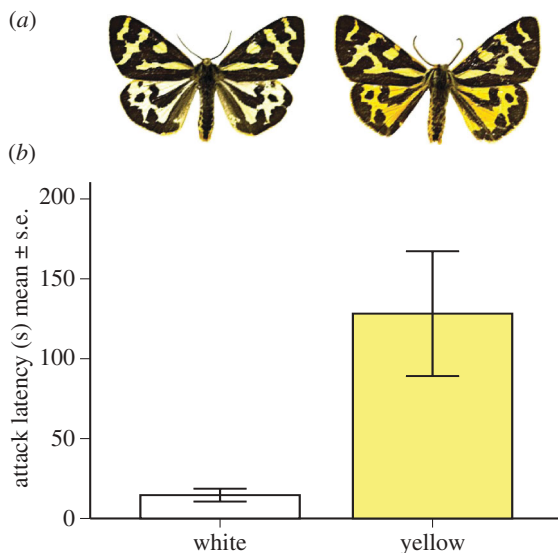 (a)
(b)
attack latency (s) mean ± s.e.
200
150
100
50
0
white
yellow